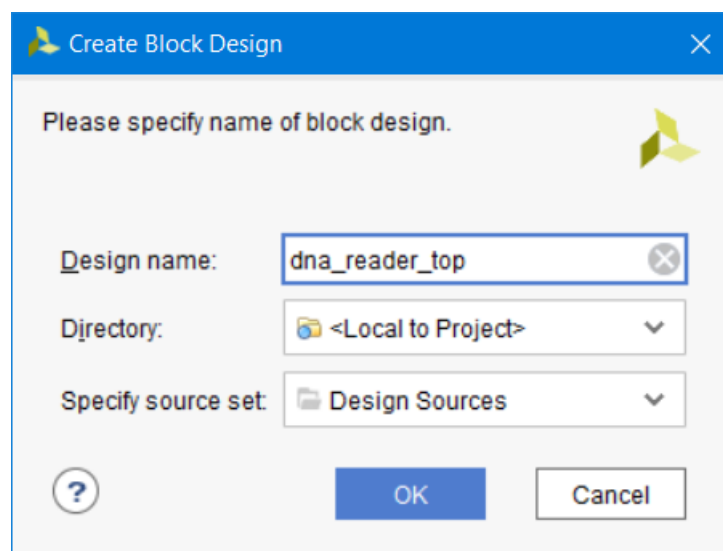 Create Block Design
Please specify name of block design.
Design name: dna_reader_top
Directory: <Local to Project>
Specify source set: Design Sources
? OK Cancel